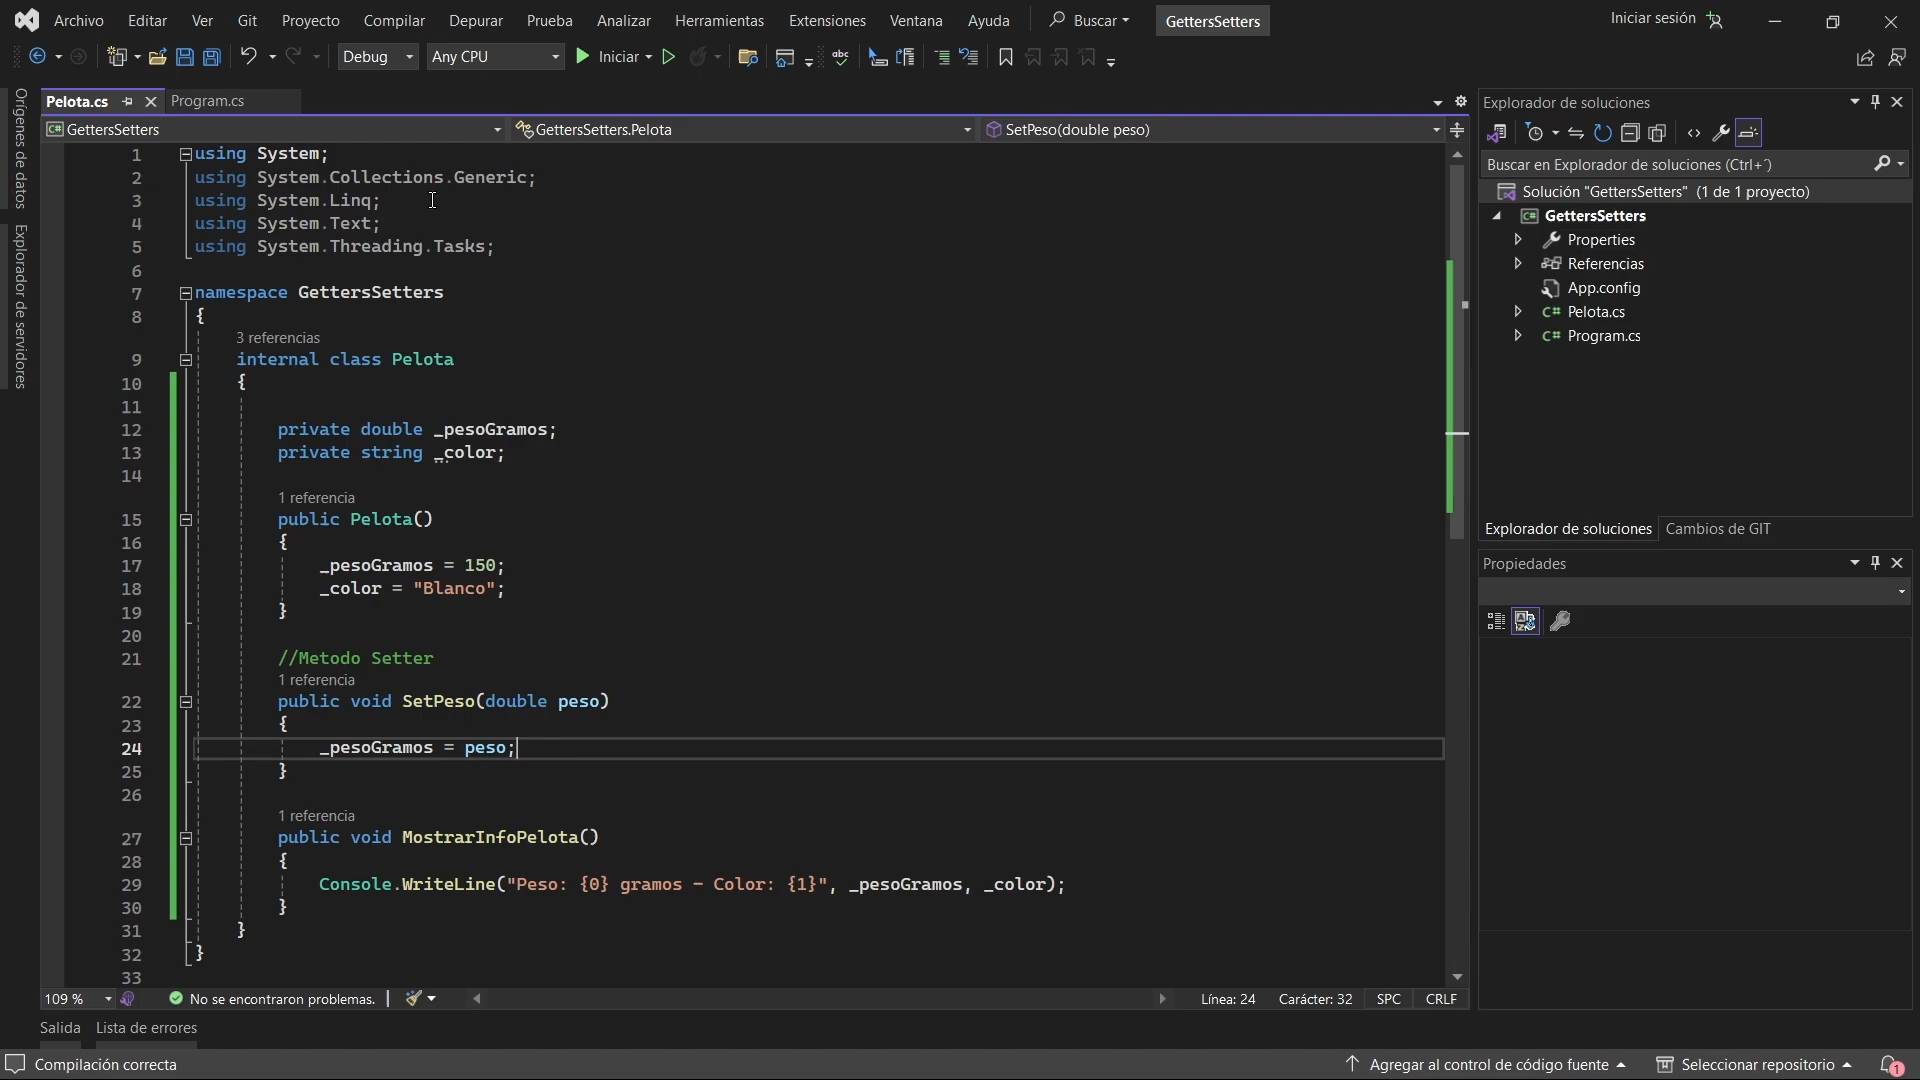 Archivo Editar Ver Git Proyecto Compilar Depurar Prueba Analizar Herramientas Extensiones Ventana Ayuda Buscar GettersSetters Iniciar sesión
Debug Any CPU Iniciar abc
Orígenes de datos
Explorador de servidores
Pelota.cs Program.cs
GettersSetters GettersSetters.Pelota SetPeso(double peso)
1 using System;
2 using System.Collections.Generic;
3 using System.Linq;
4 using System.Text;
5 using System.Threading.Tasks;
6
7 namespace GettersSetters
8 {
3 referencias
9 internal class Pelota
10 {
11
12 private double _pesoGramos;
13 private string _color;
14
1 referencia
15 public Pelota()
16 {
17 _pesoGramos = 150;
18 _color = "Blanco";
19 }
20
21 //Metodo Setter
1 referencia
22 public void SetPeso(double peso)
23 {
24 _pesoGramos = peso;
25 }
26
1 referencia
27 public void MostrarInfoPelota()
28 {
29 Console.WriteLine("Peso: {0} gramos - Color: {1}", _pesoGramos, _color);
30 }
31 }
32 }
33
109 % No se encontraron problemas. Línea: 24 Carácter: 32 SPC CRLF
Salida Lista de errores
Explorador de soluciones
Buscar en Explorador de soluciones (Ctrl+´)
Solución "GettersSetters" (1 de 1 proyecto)
C# GettersSetters
Properties
Referencias
App.config
C# Pelota.cs
C# Program.cs
Explorador de soluciones Cambios de GIT
Propiedades
Compilación correcta Agregar al control de código fuente Seleccionar repositorio 1